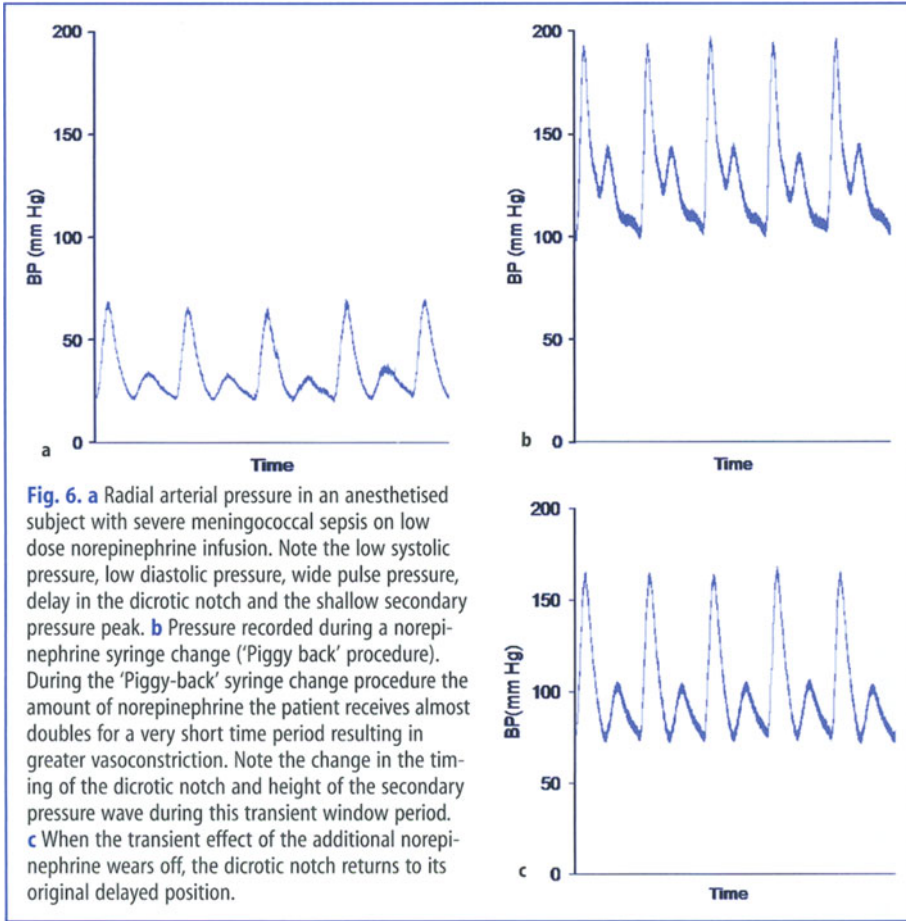 200
150
100
50
0
BP (mm Hg)
a
Time
200
150
100
50
0
BP (mm Hg)
b
Time
Fig. 6. a Radial arterial pressure in an anesthetised
subject with severe meningococcal sepsis on low
dose norepinephrine infusion. Note the low systolic
pressure, low diastolic pressure, wide pulse pressure,
delay in the dicrotic notch and the shallow secondary
pressure peak. b Pressure recorded during a norepi-
nephrine syringe change ('Piggy back' procedure).
During the 'Piggy-back' syringe change procedure the
amount of norepinephrine the patient receives almost
doubles for a very short time period resulting in
greater vasoconstriction. Note the change in the tim-
ing of the dicrotic notch and height of the secondary
pressure wave during this transient window period.
c When the transient effect of the additional norepi-
nephrine wears off, the dicrotic notch returns to its
original delayed position.
200
150
100
50
0
BP(mm Hg)
c
Time